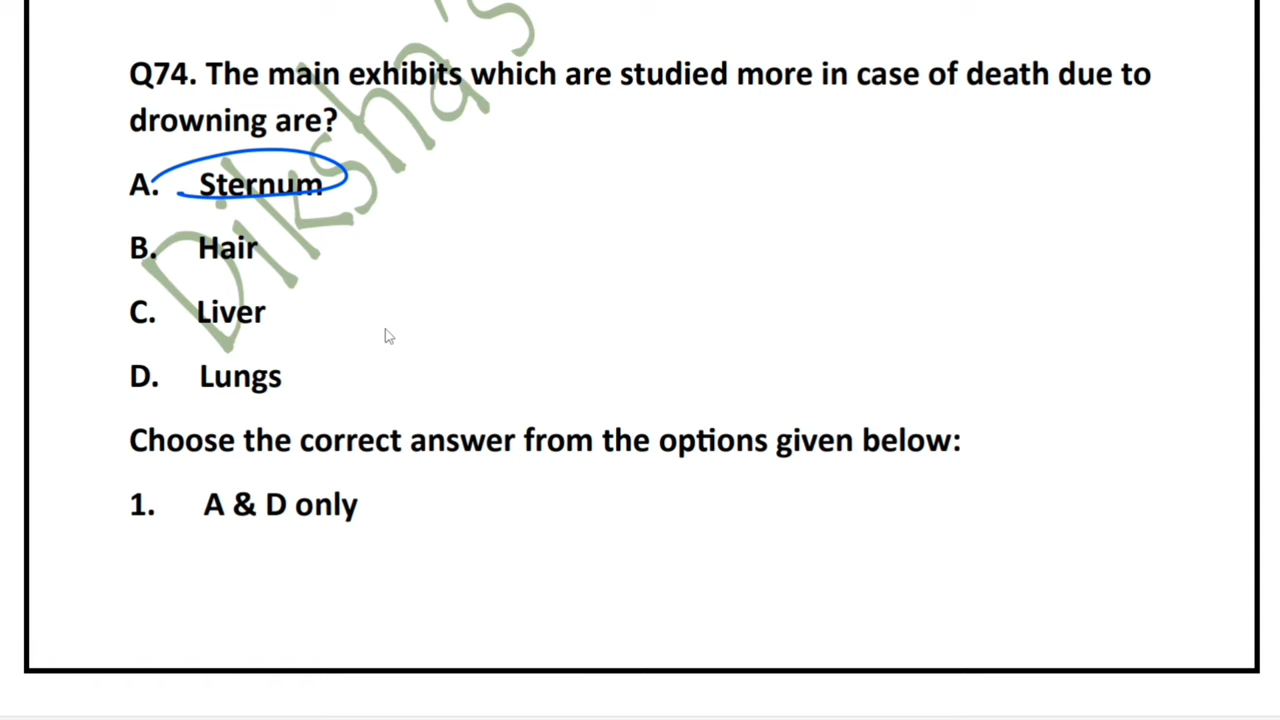 Diksha's
Q74. The main exhibits which are studied more in case of death due to
drowning are?
A. Sternum
B. Hair
C. Liver
D. Lungs
Choose the correct answer from the options given below:
1. A & D only